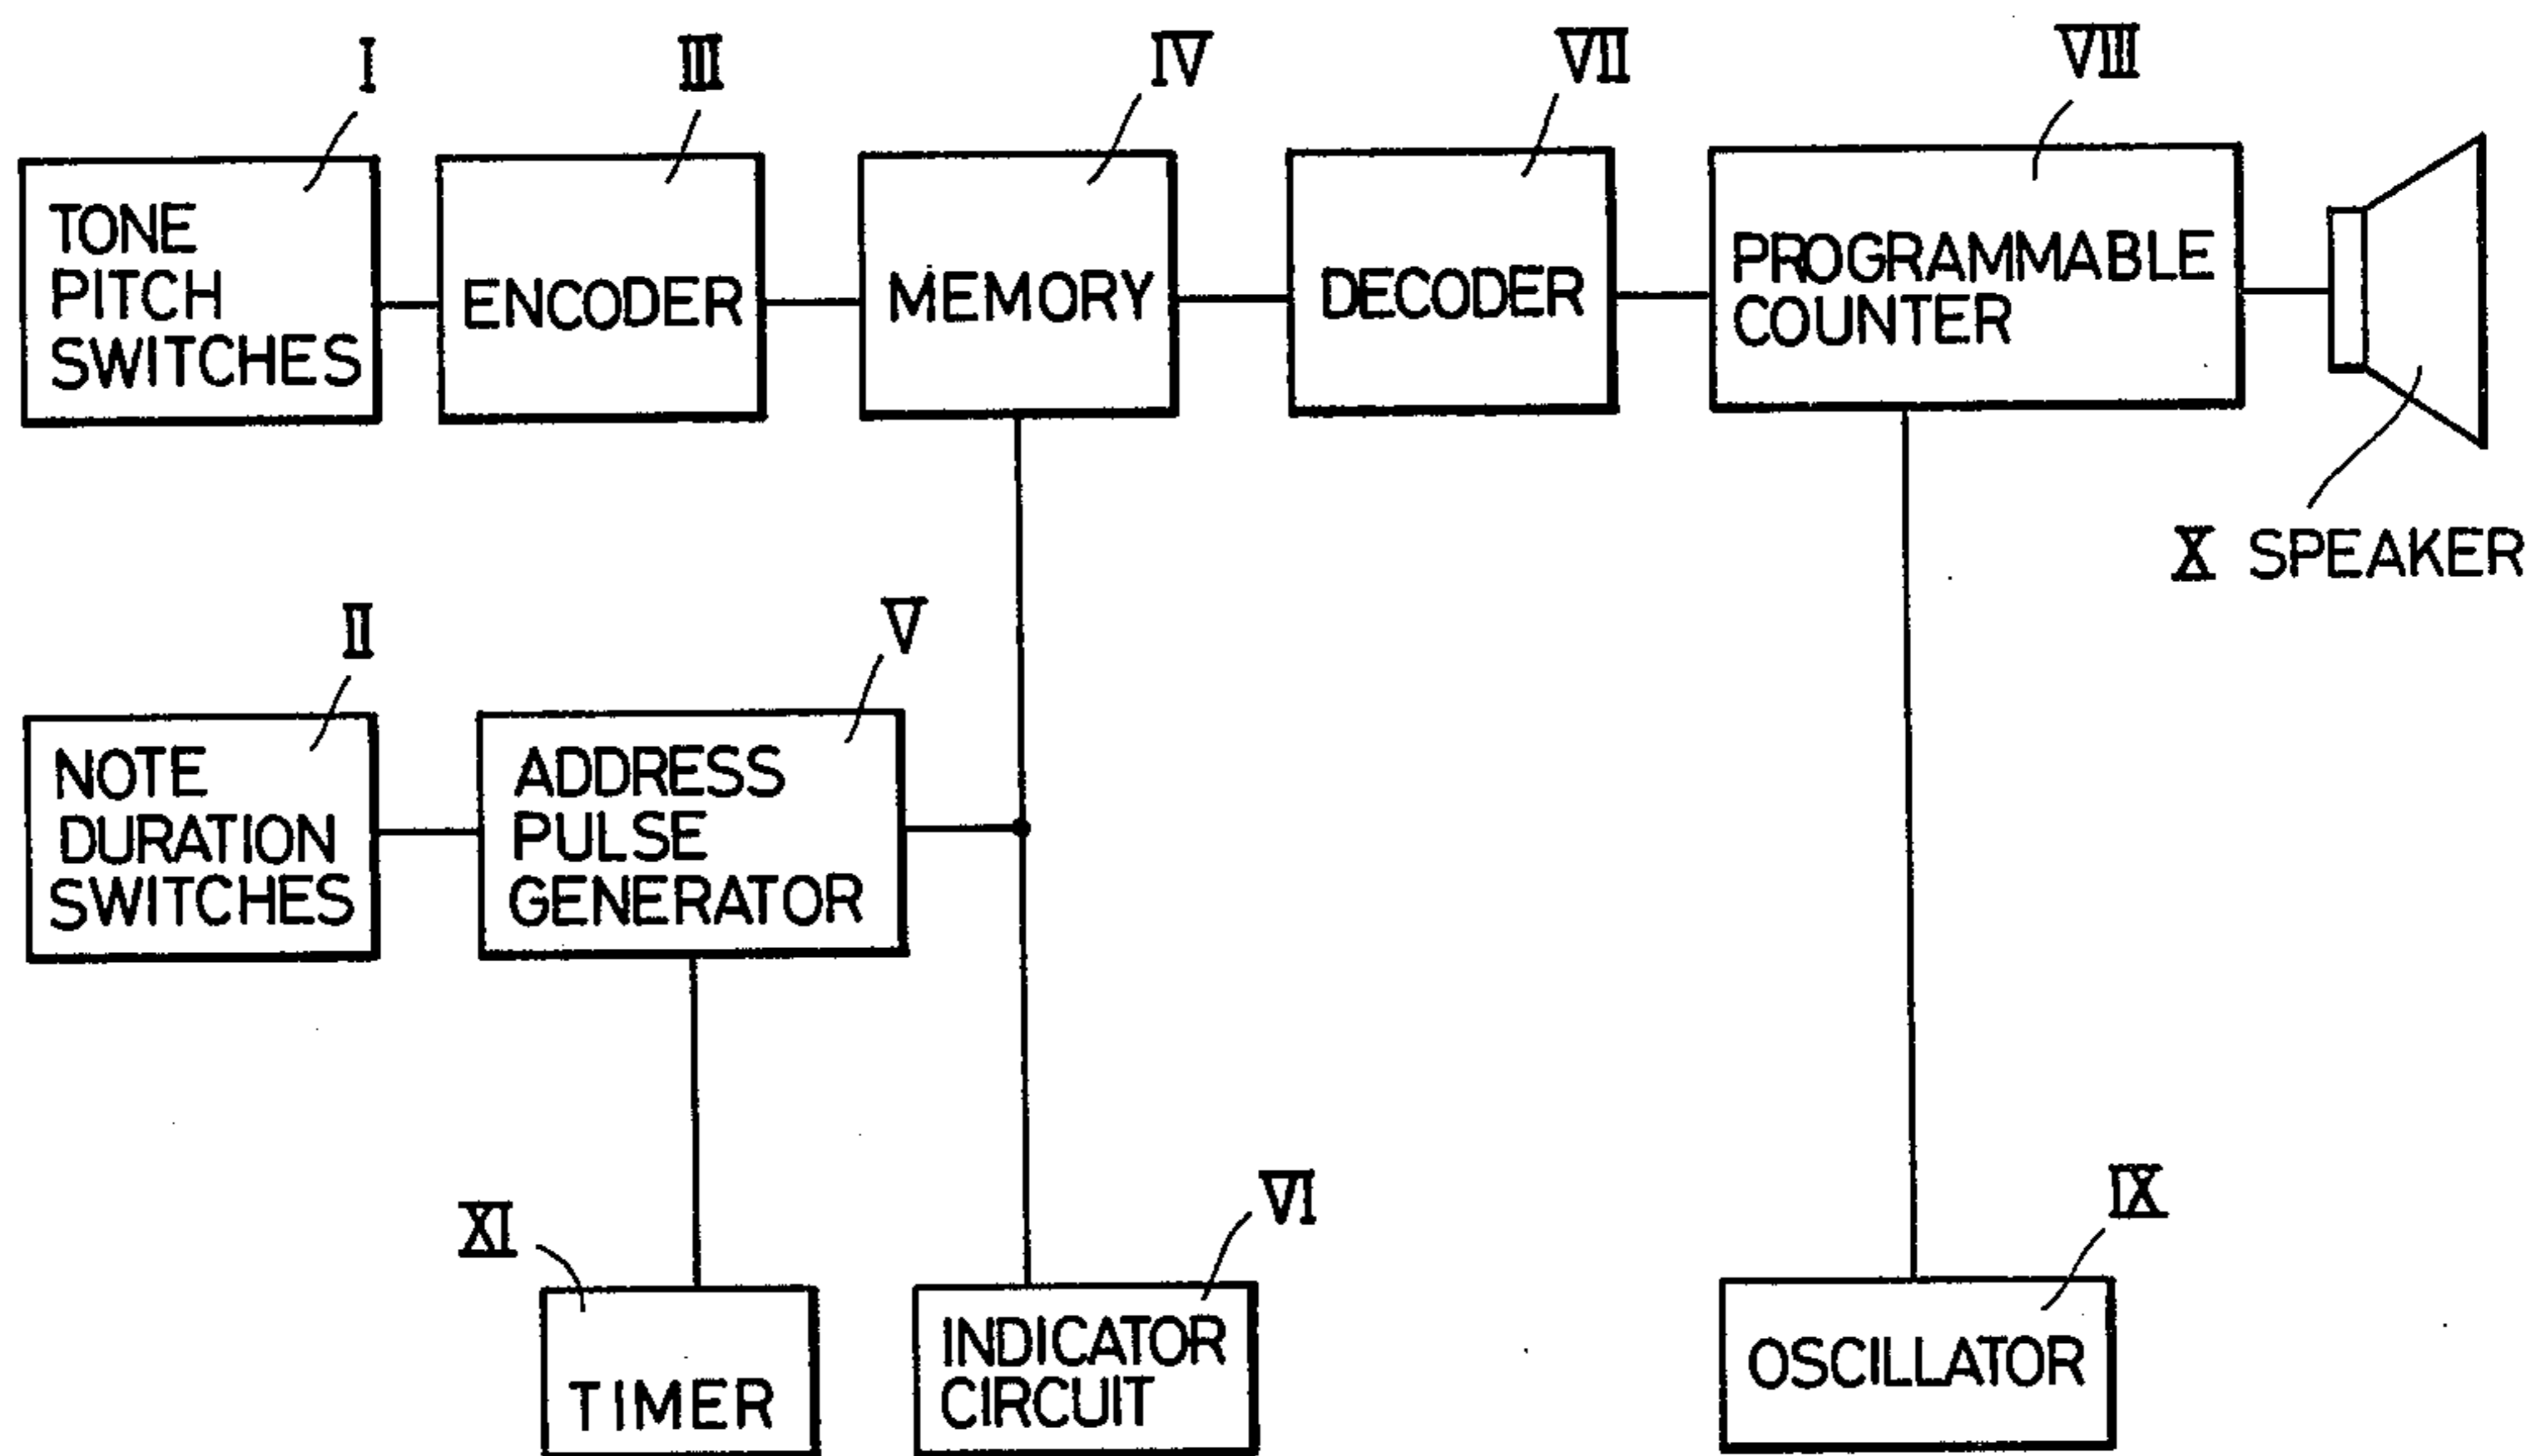 I
III
IV
VII
VIII
TONE
PITCH
SWITCHES
ENCODER
MEMORY
DECODER
PROGRAMMABLE
COUNTER
X SPEAKER
II
V
NOTE
DURATION
SWITCHES
ADDRESS
PULSE
GENERATOR
XI
VI
IX
TIMER
INDICATOR
CIRCUIT
OSCILLATOR